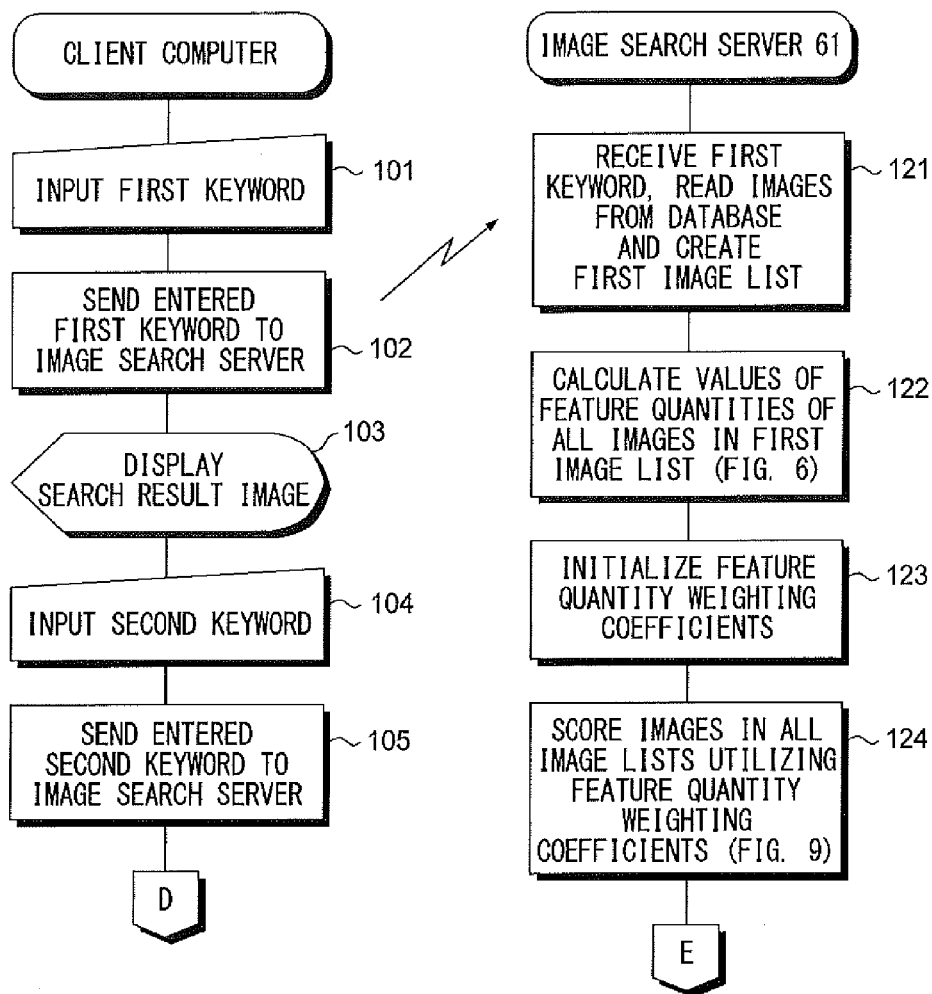 CLIENT COMPUTER
INPUT FIRST KEYWORD
101
SEND ENTERED
FIRST KEYWORD TO
IMAGE SEARCH SERVER
102
DISPLAY
SEARCH RESULT IMAGE
103
INPUT SECOND KEYWORD
104
SEND ENTERED
SECOND KEYWORD TO
IMAGE SEARCH SERVER
105
D
IMAGE SEARCH SERVER 61
RECEIVE FIRST
KEYWORD, READ IMAGES
FROM DATABASE
AND CREATE
FIRST IMAGE LIST
121
CALCULATE VALUES OF
FEATURE QUANTITIES OF
ALL IMAGES IN FIRST
IMAGE LIST (FIG. 6)
122
INITIALIZE FEATURE
QUANTITY WEIGHTING
COEFFICIENTS
123
SCORE IMAGES IN ALL
IMAGE LISTS UTILIZING
FEATURE QUANTITY
WEIGHTING
COEFFICIENTS (FIG. 9)
124
E